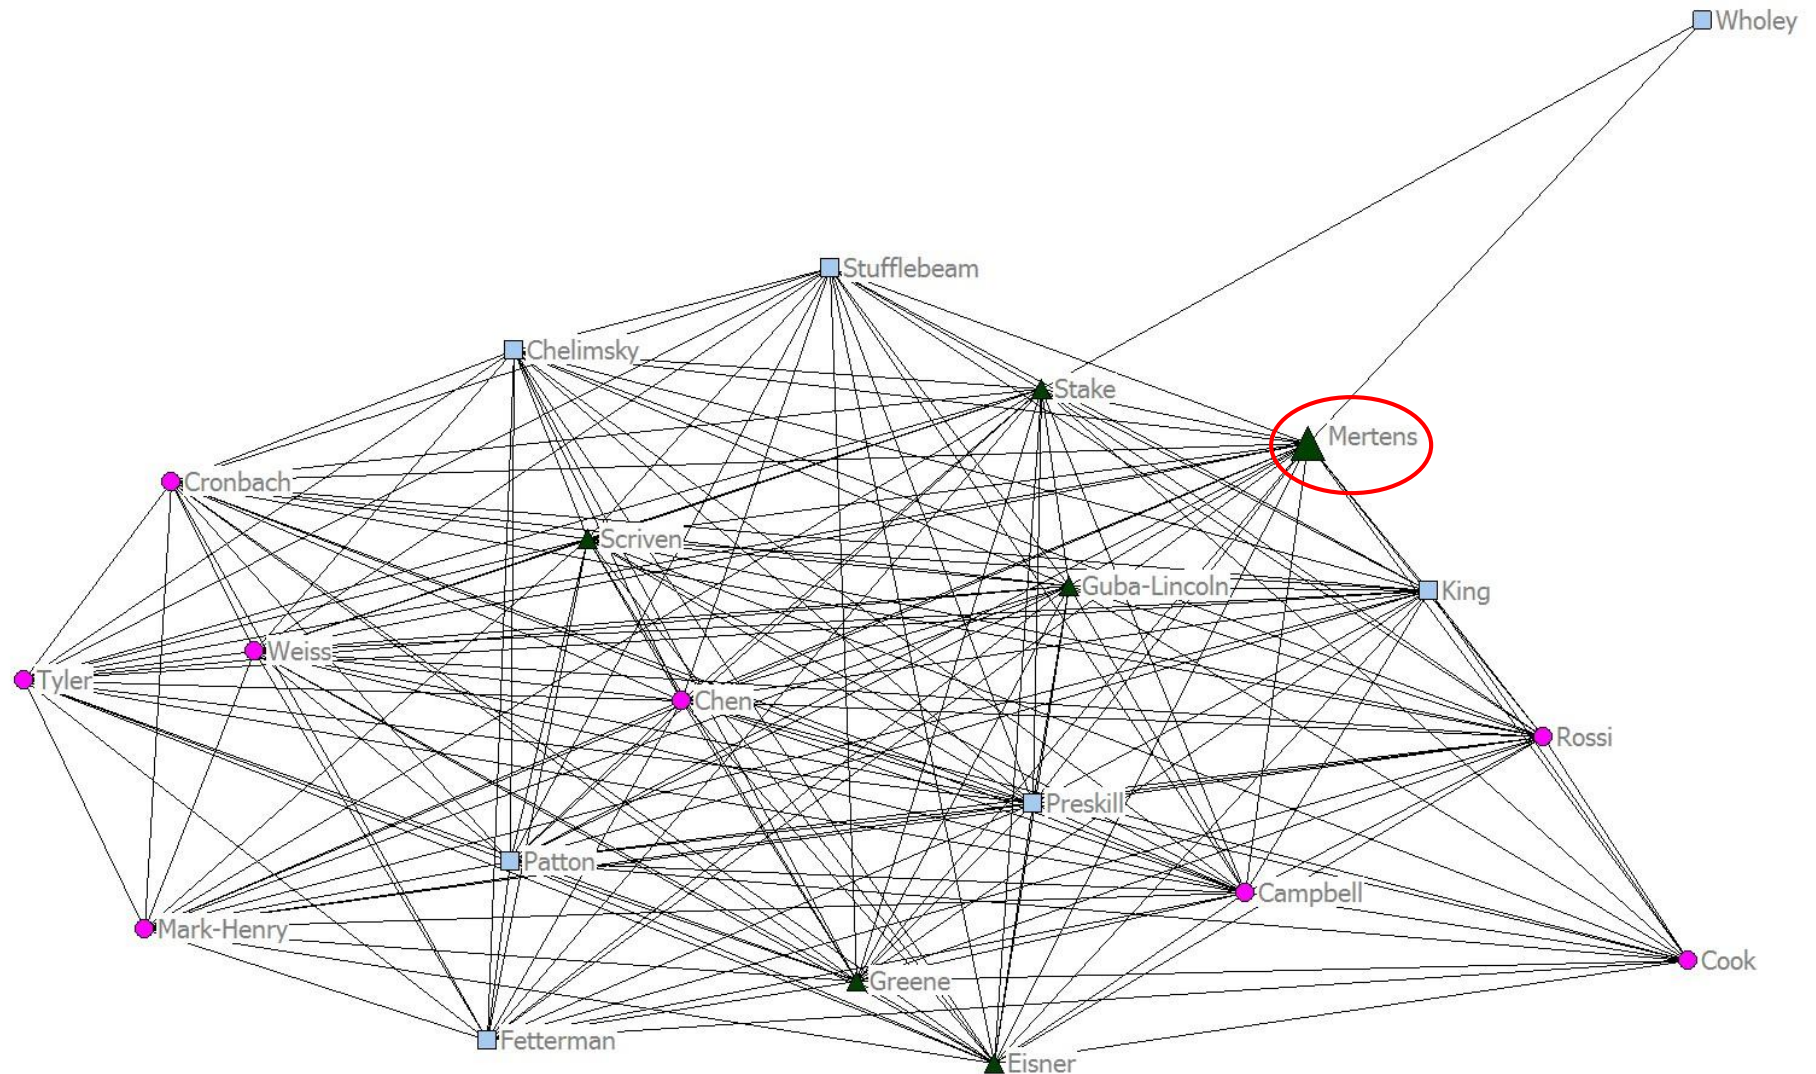 Wholey
Stufflebeam
Chelimsky
Stake
Mertens
Cronbach
Scriven
Guba-Lincoln
King
Weiss
Tyler
Chen
Rossi
Preskill
Patton
Campbell
Mark-Henry
Cook
Greene
Fetterman
Eisner